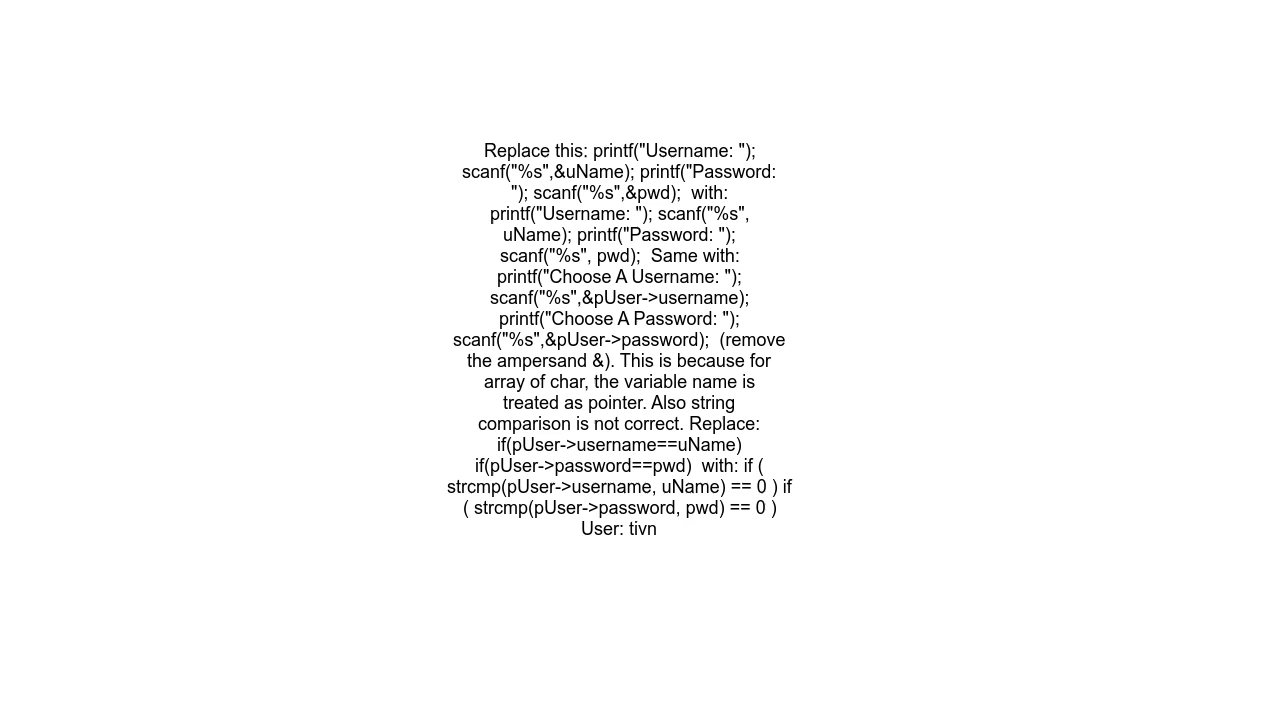 Replace this: printf("Username: ");
scanf("%s",&uName); printf("Password:
"); scanf("%s",&pwd);  with:
printf("Username: "); scanf("%s",
uName); printf("Password: ");
scanf("%s", pwd);  Same with:
printf("Choose A Username: ");
scanf("%s",&pUser->username);
printf("Choose A Password: ");
scanf("%s",&pUser->password);  (remove
the ampersand &). This is because for
array of char, the variable name is
treated as pointer. Also string
comparison is not correct. Replace:
if(pUser->username==uName)
if(pUser->password==pwd)  with: if (
strcmp(pUser->username, uName) == 0 ) if
( strcmp(pUser->password, pwd) == 0 )
User: tivn